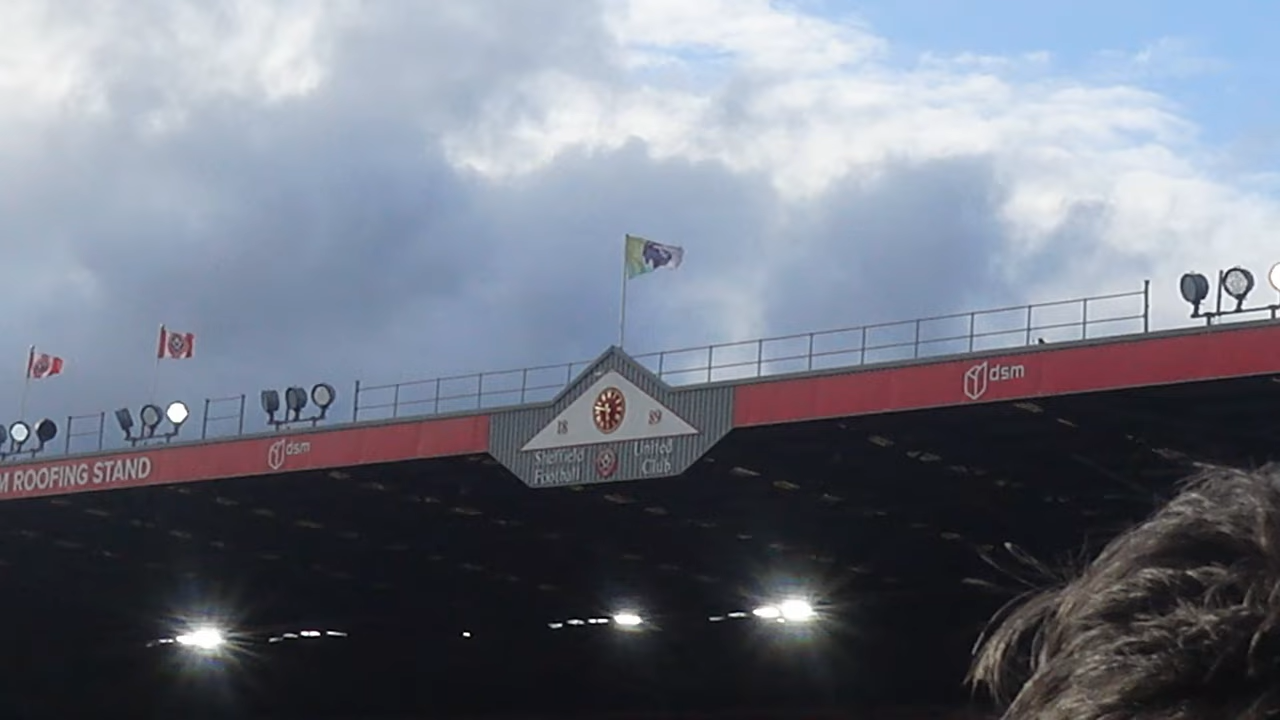 M ROOFING STAND
dsm
18 89
Sheffield United
Football Club
dsm